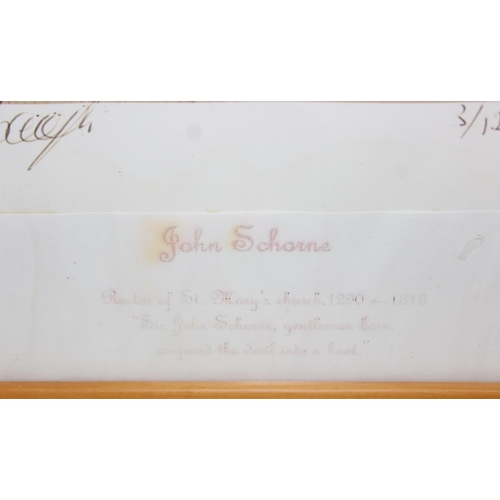 3/12
John Schorne
Rector of St. Mary's church, 1290 — 1313
"Sir John Schorne, gentleman born,
conjured the devil into a boot."